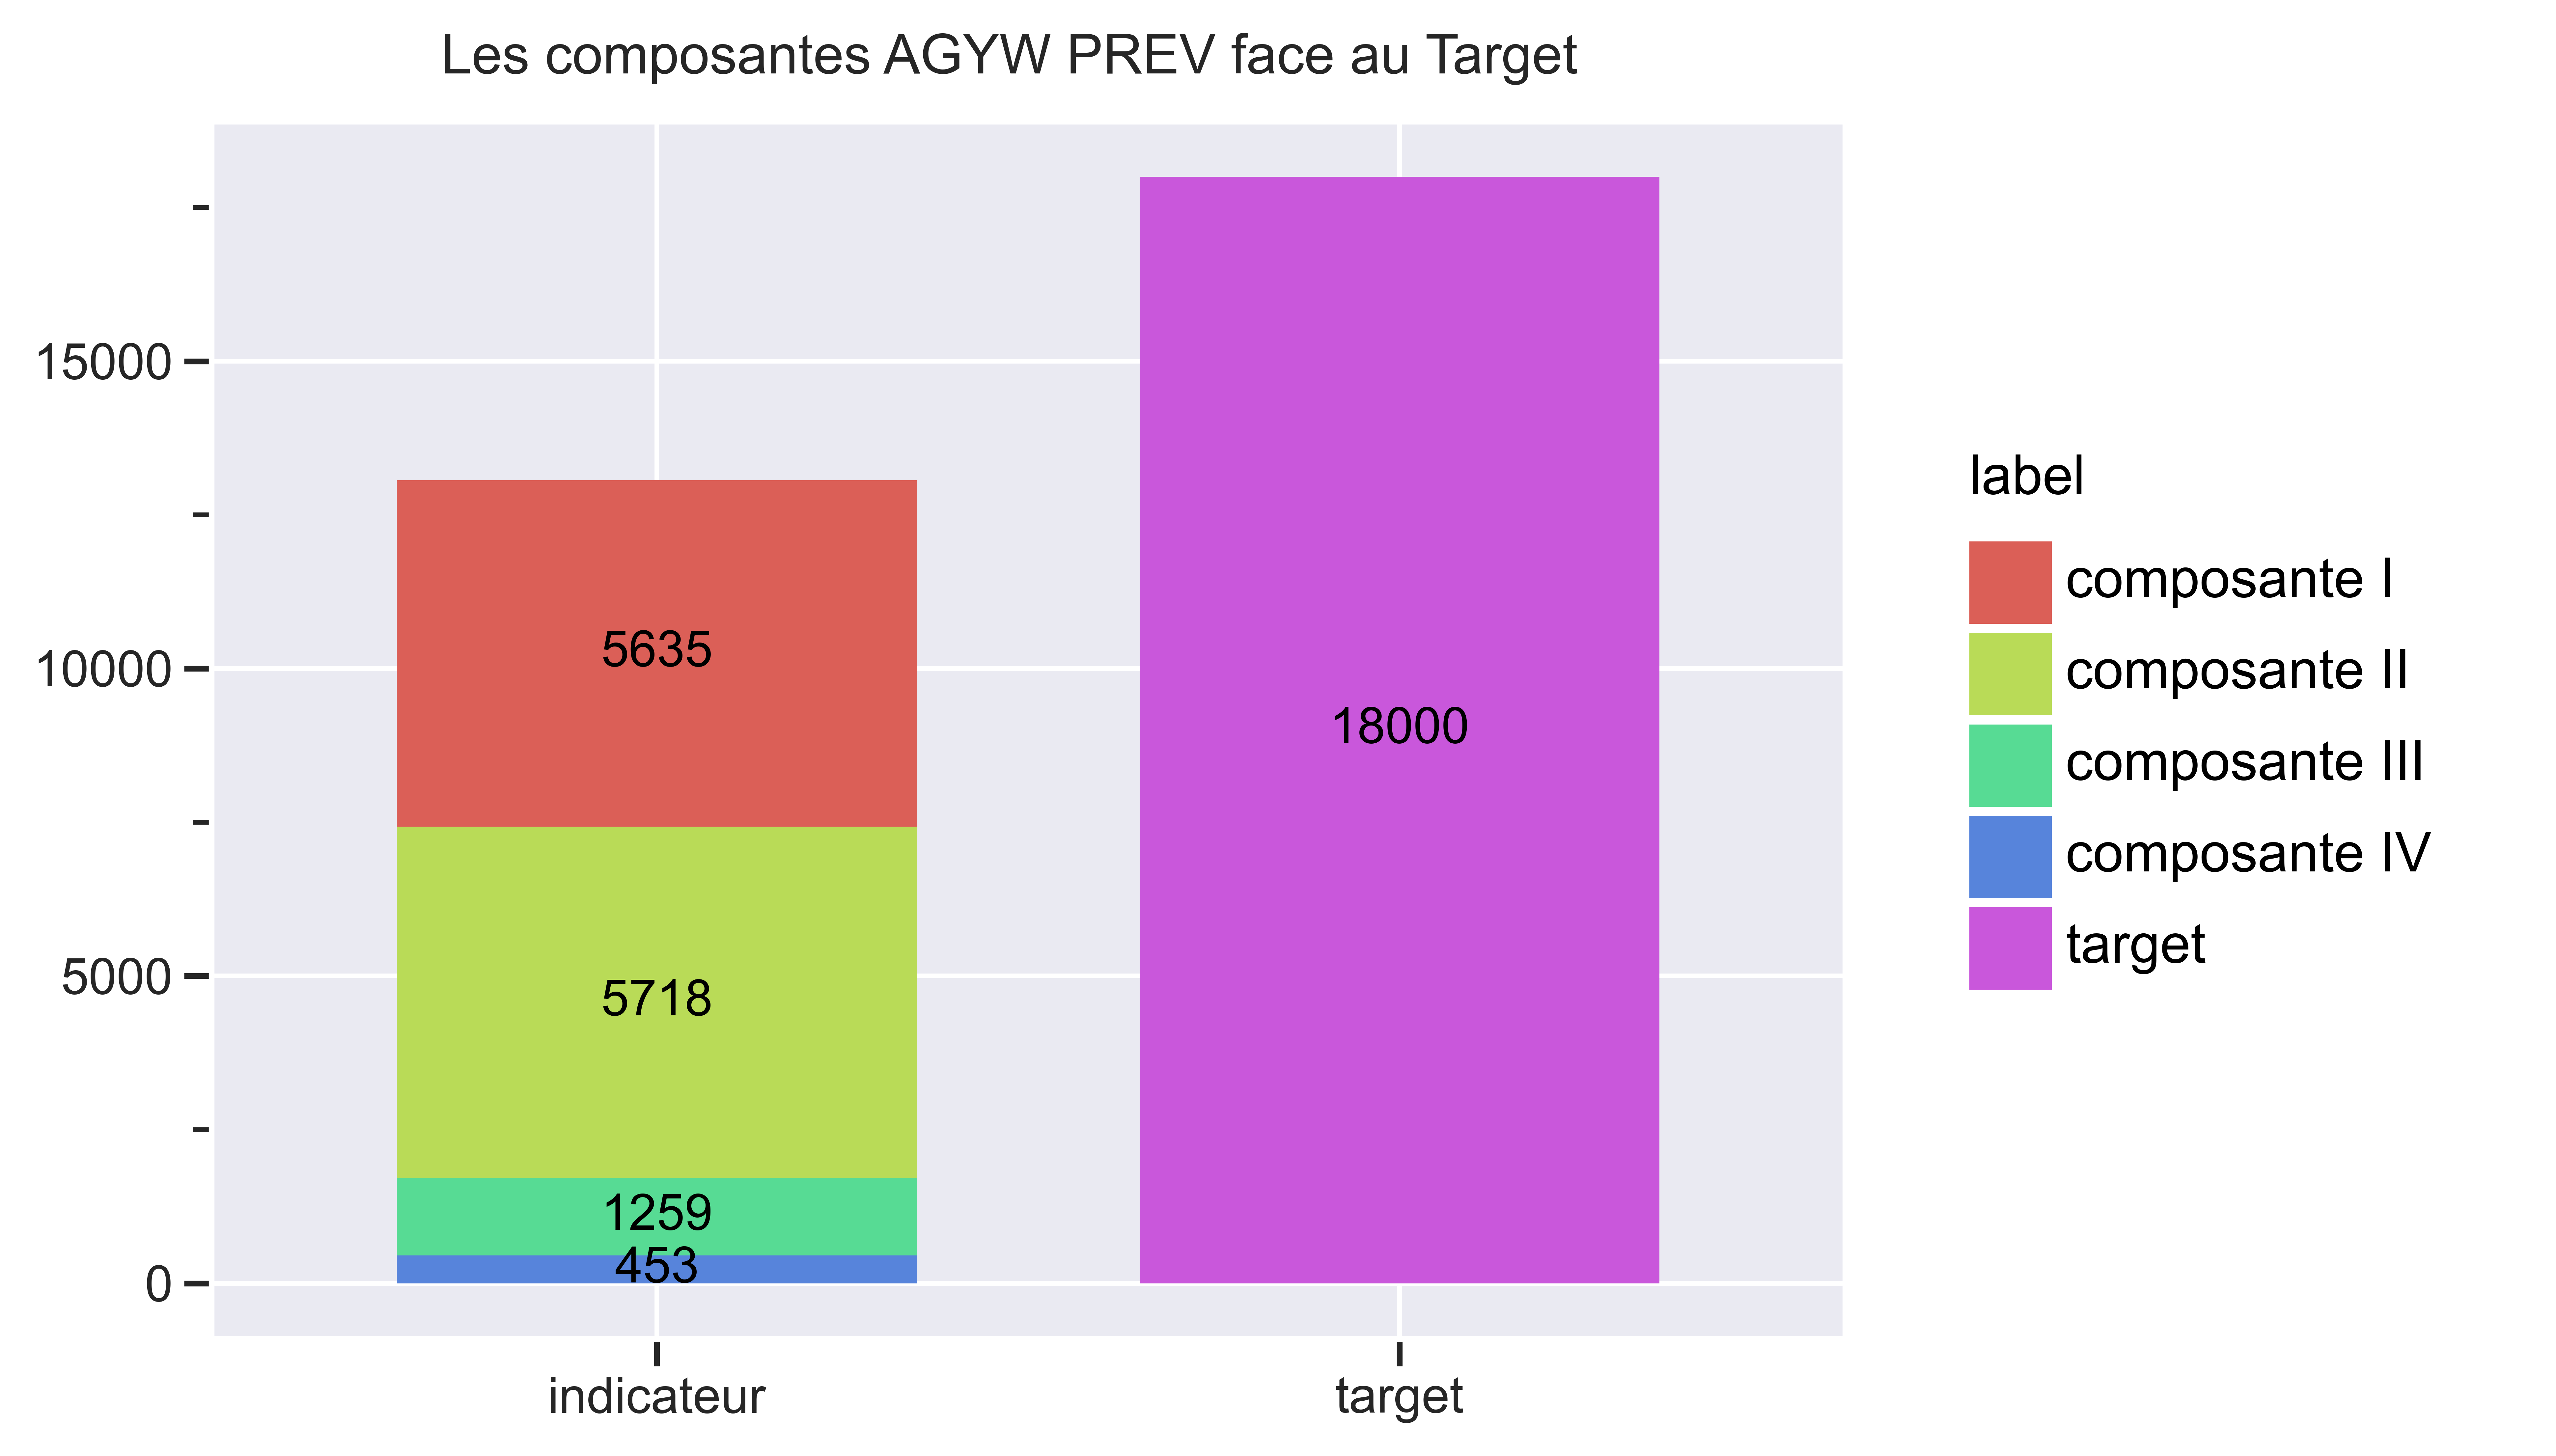 Les composantes AGYW PREV face au Target
15000
10000
5000
0
5635
5718
1259
453
18000
indicateur
target
label
composante I
composante II
composante III
composante IV
target